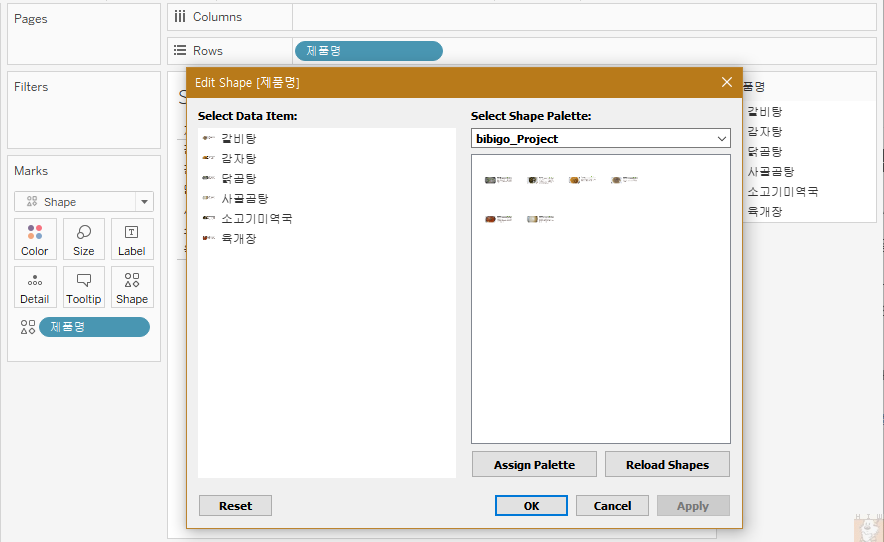 Pages
Columns
Rows
제품명
Filters
Marks
Shape
Color
Size
Label
Detail
Tooltip
Shape
제품명
S
Edit Shape [제품명]
Select Data Item:
갈비탕
감자탕
닭곰탕
사골곰탕
소고기미역국
육개장
Select Shape Palette:
bibigo_Project
Assign Palette
Reload Shapes
Reset
OK
Cancel
Apply
품명
갈비탕
감자탕
닭곰탕
사골곰탕
소고기미역국
육개장